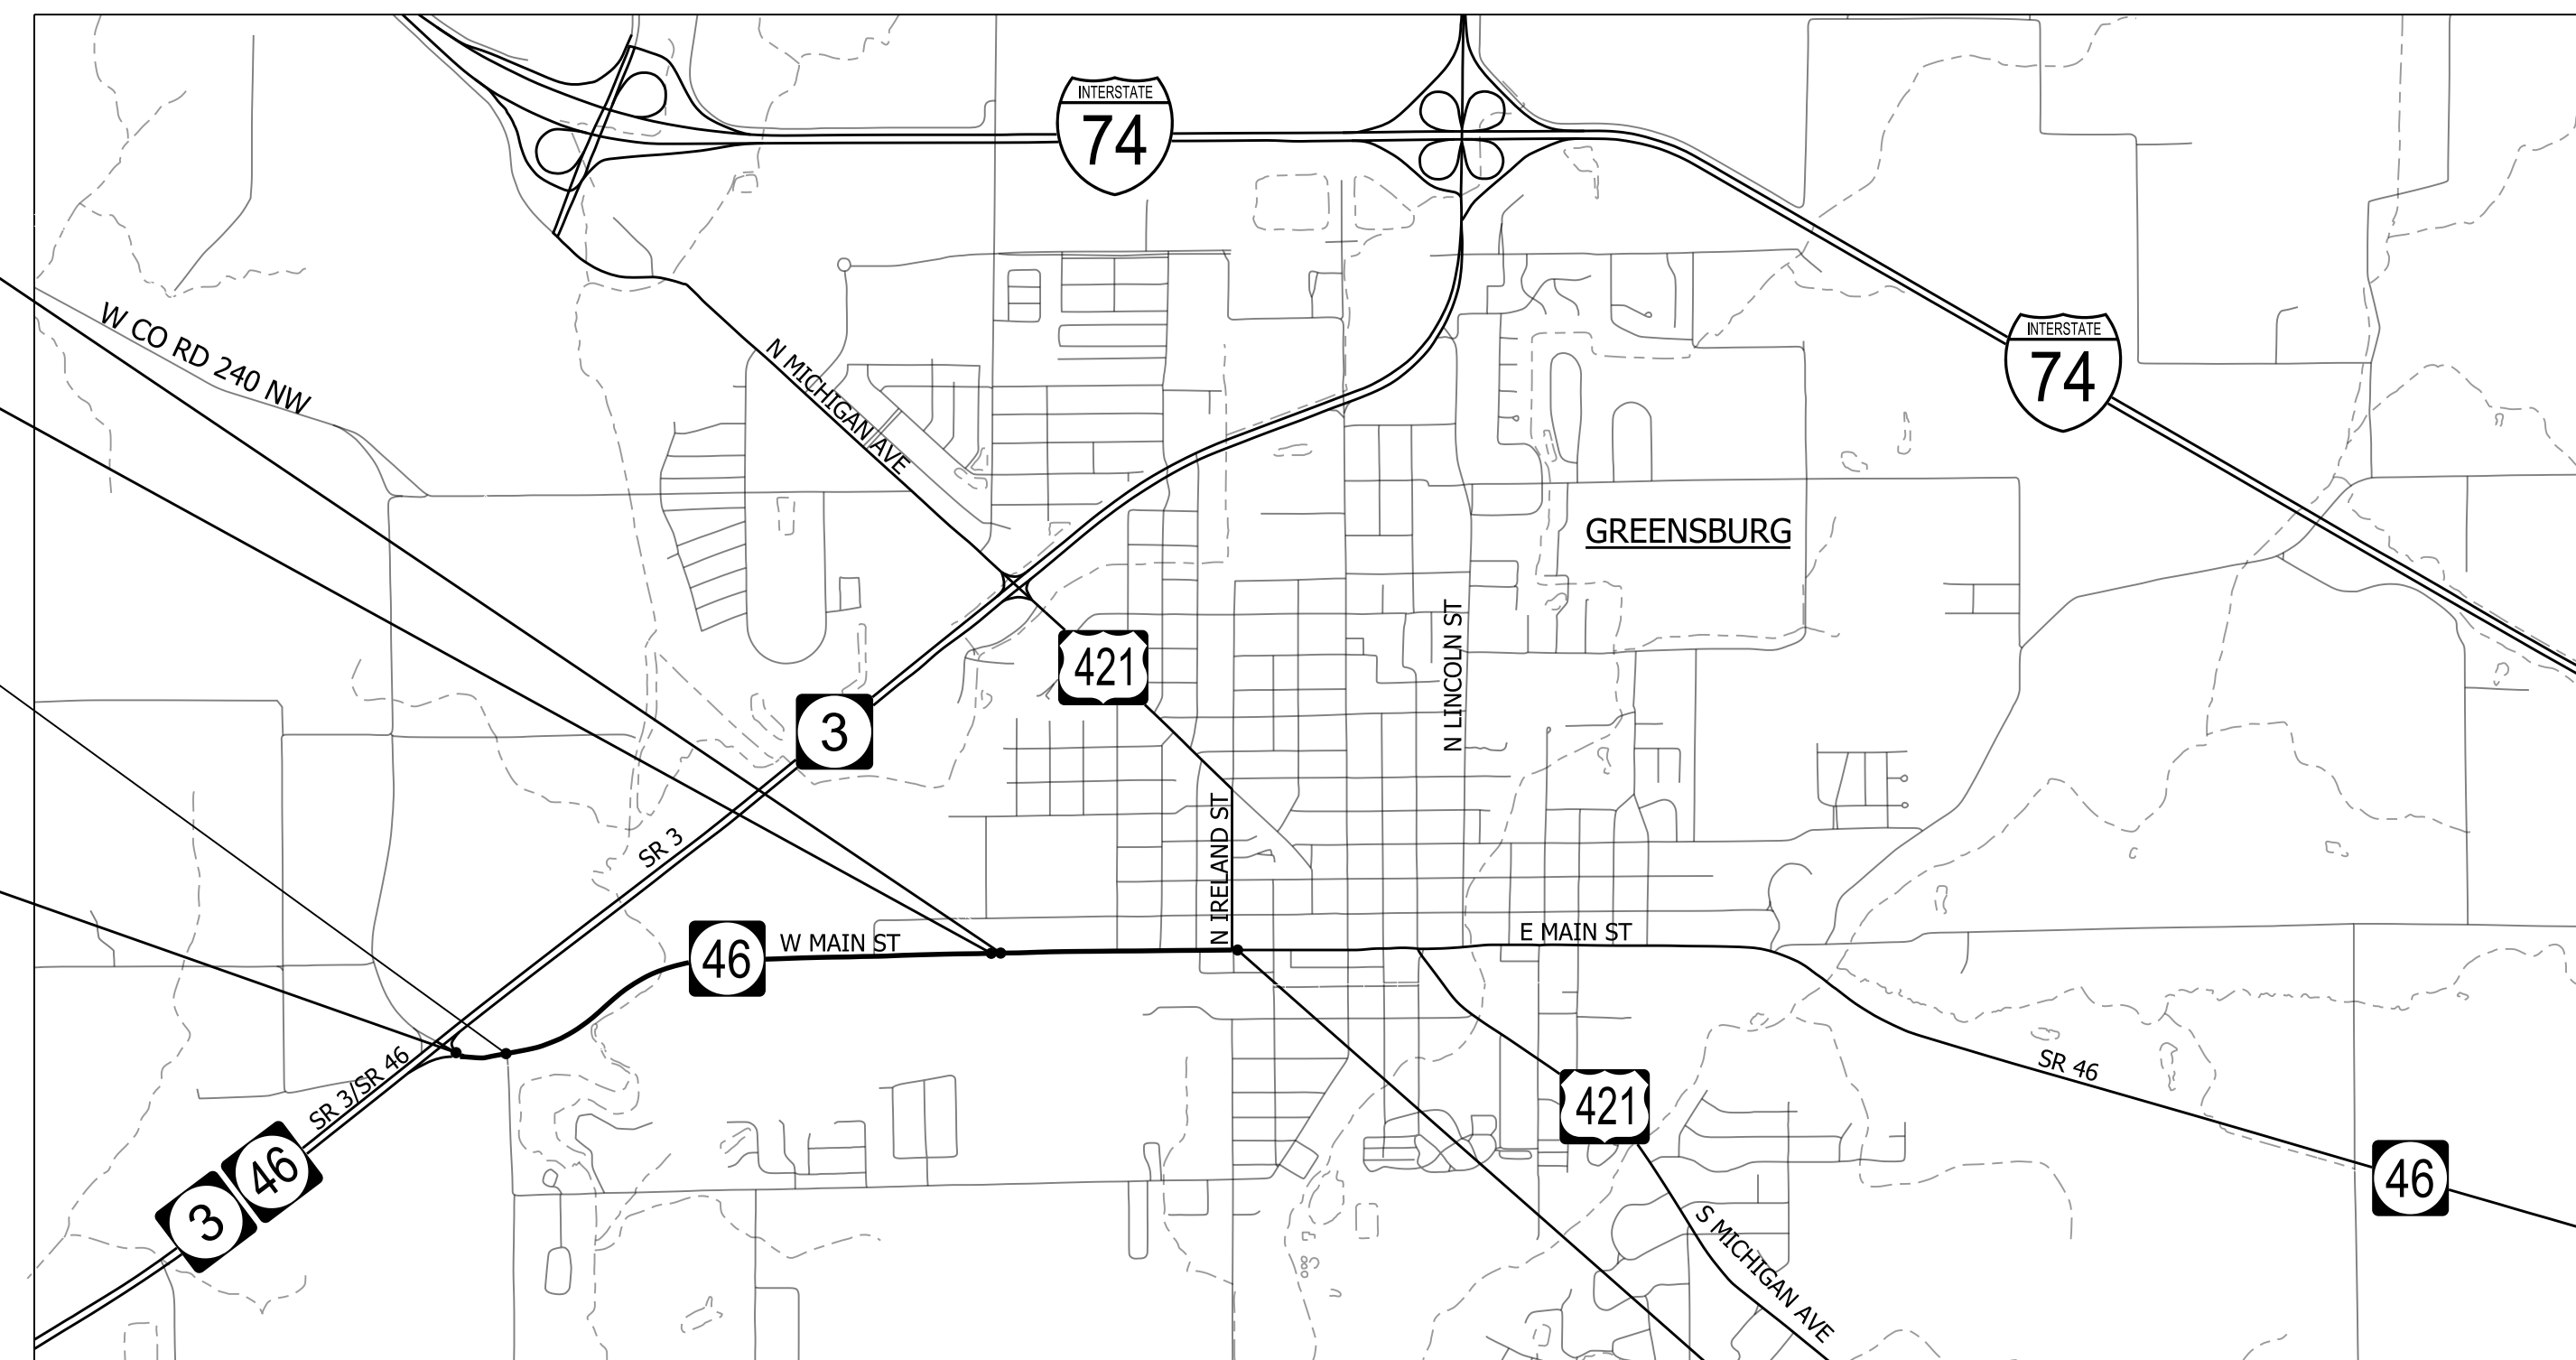 INTERSTATE
74
INTERSTATE
74
W CO RD 240 NW
N MICHIGAN AVE
GREENSBURG
421
N LINCOLN ST
3
SR 3
N IRELAND ST
46
W MAIN ST
E MAIN ST
SR 3/SR 46
SR 46
421
3
46
46
S MICHIGAN AVE